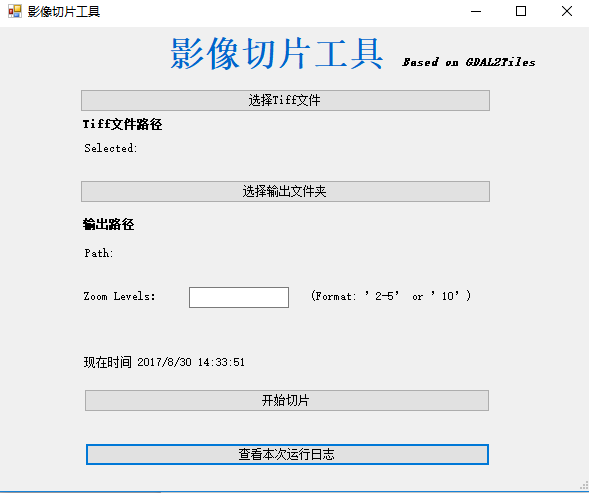 影像切片工具
影像切片工具 Based on GDAL2Tiles
选择Tiff文件
Tiff文件路径
Selected:
选择输出文件夹
输出路径
Path:
Zoom Levels: (Format: ’2-5’ or ’10’)
现在时间 2017/8/30 14:33:51
开始切片
查看本次运行日志